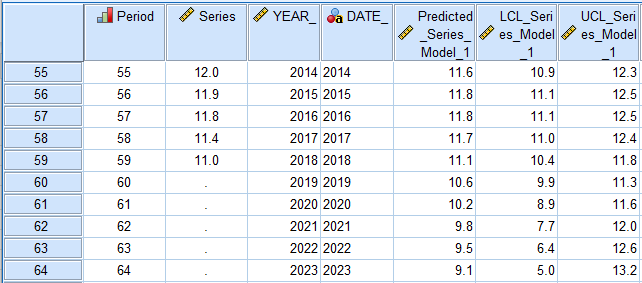 Period Series YEAR_ DATE_ Predicted_Series_Model_1 LCL_Series_Model_1 UCL_Series_Model_1
55 55 12.0 2014 2014 11.6 10.9 12.3
56 56 11.9 2015 2015 11.8 11.1 12.5
57 57 11.8 2016 2016 11.8 11.1 12.5
58 58 11.4 2017 2017 11.7 11.0 12.4
59 59 11.0 2018 2018 11.1 10.4 11.8
60 60 . 2019 2019 10.6 9.9 11.3
61 61 . 2020 2020 10.2 8.9 11.6
62 62 . 2021 2021 9.8 7.7 12.0
63 63 . 2022 2022 9.5 6.4 12.6
64 64 . 2023 2023 9.1 5.0 13.2